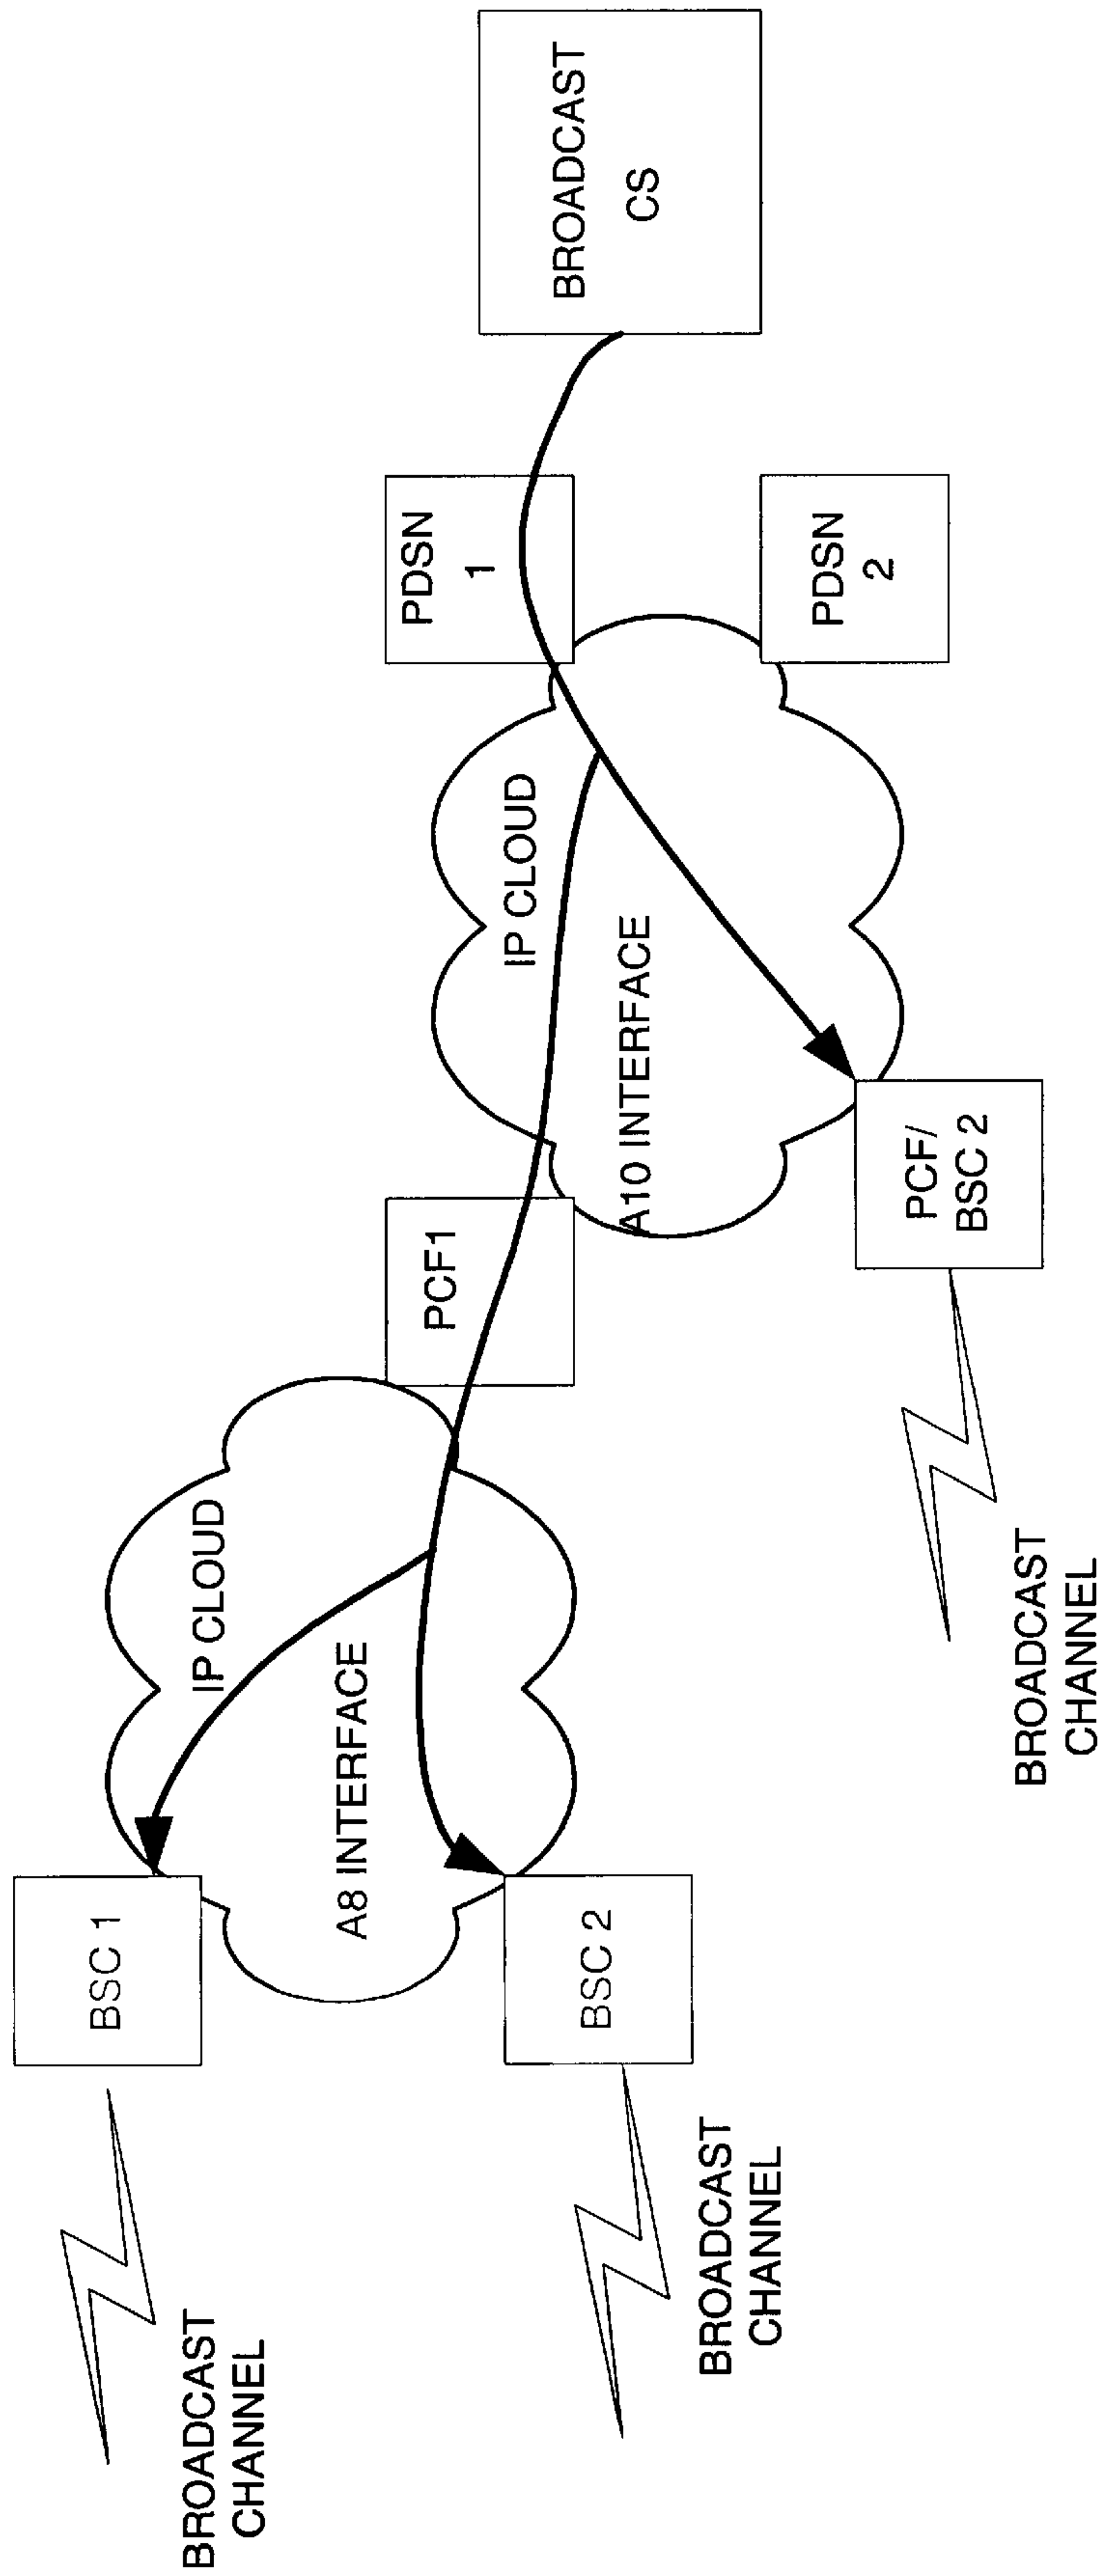 BROADCAST
CHANNEL
BSC 1
IP CLOUD
A8 INTERFACE
BSC 2
BROADCAST
CHANNEL
PCF1
IP CLOUD
A10 INTERFACE
PDSN
1
BROADCAST
CS
PDSN
2
PCF/
BSC 2
BROADCAST
CHANNEL